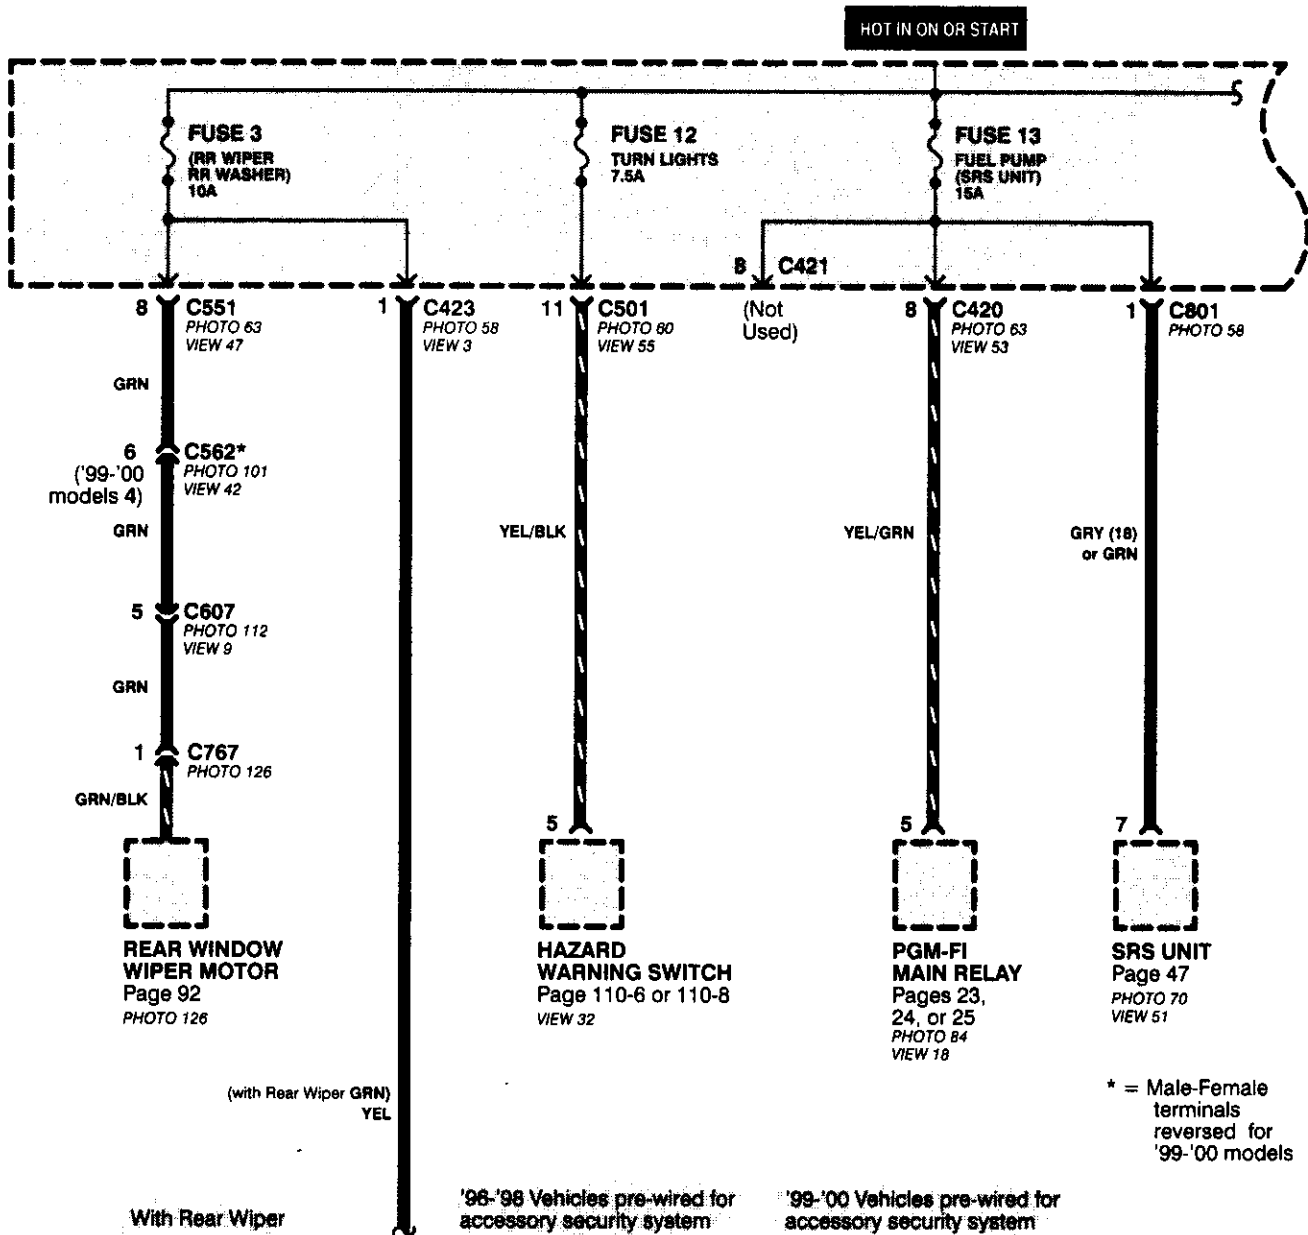 HOT IN ON OR START
FUSE 3
(RR WIPER
RR WASHER)
10A
FUSE 12
TURN LIGHTS
7.5A
FUSE 13
FUEL PUMP
(SRS UNIT)
15A
8 C421
(Not
Used)
8 C551
PHOTO 63
VIEW 47
1 C423
PHOTO 58
VIEW 3
11 C501
PHOTO 60
VIEW 55
8 C420
PHOTO 63
VIEW 53
1 C801
PHOTO 58
GRN
6 C562*
('99-'00
models 4)
PHOTO 101
VIEW 42
GRN
YEL/BLK
YEL/GRN
GRY (18)
or GRN
5 C607
PHOTO 112
VIEW 9
GRN
1 C767
PHOTO 126
GRN/BLK
5
5
7
REAR WINDOW
WIPER MOTOR
Page 92
PHOTO 126
HAZARD
WARNING SWITCH
Page 110-6 or 110-8
VIEW 32
PGM-FI
MAIN RELAY
Pages 23,
24, or 25
PHOTO 84
VIEW 18
SRS UNIT
Page 47
PHOTO 70
VIEW 51
(with Rear Wiper GRN)
YEL
* = Male-Female
terminals
reversed for
'99-'00 models
With Rear Wiper
'96-'98 Vehicles pre-wired for
accessory security system
'99-'00 Vehicles pre-wired for
accessory security system